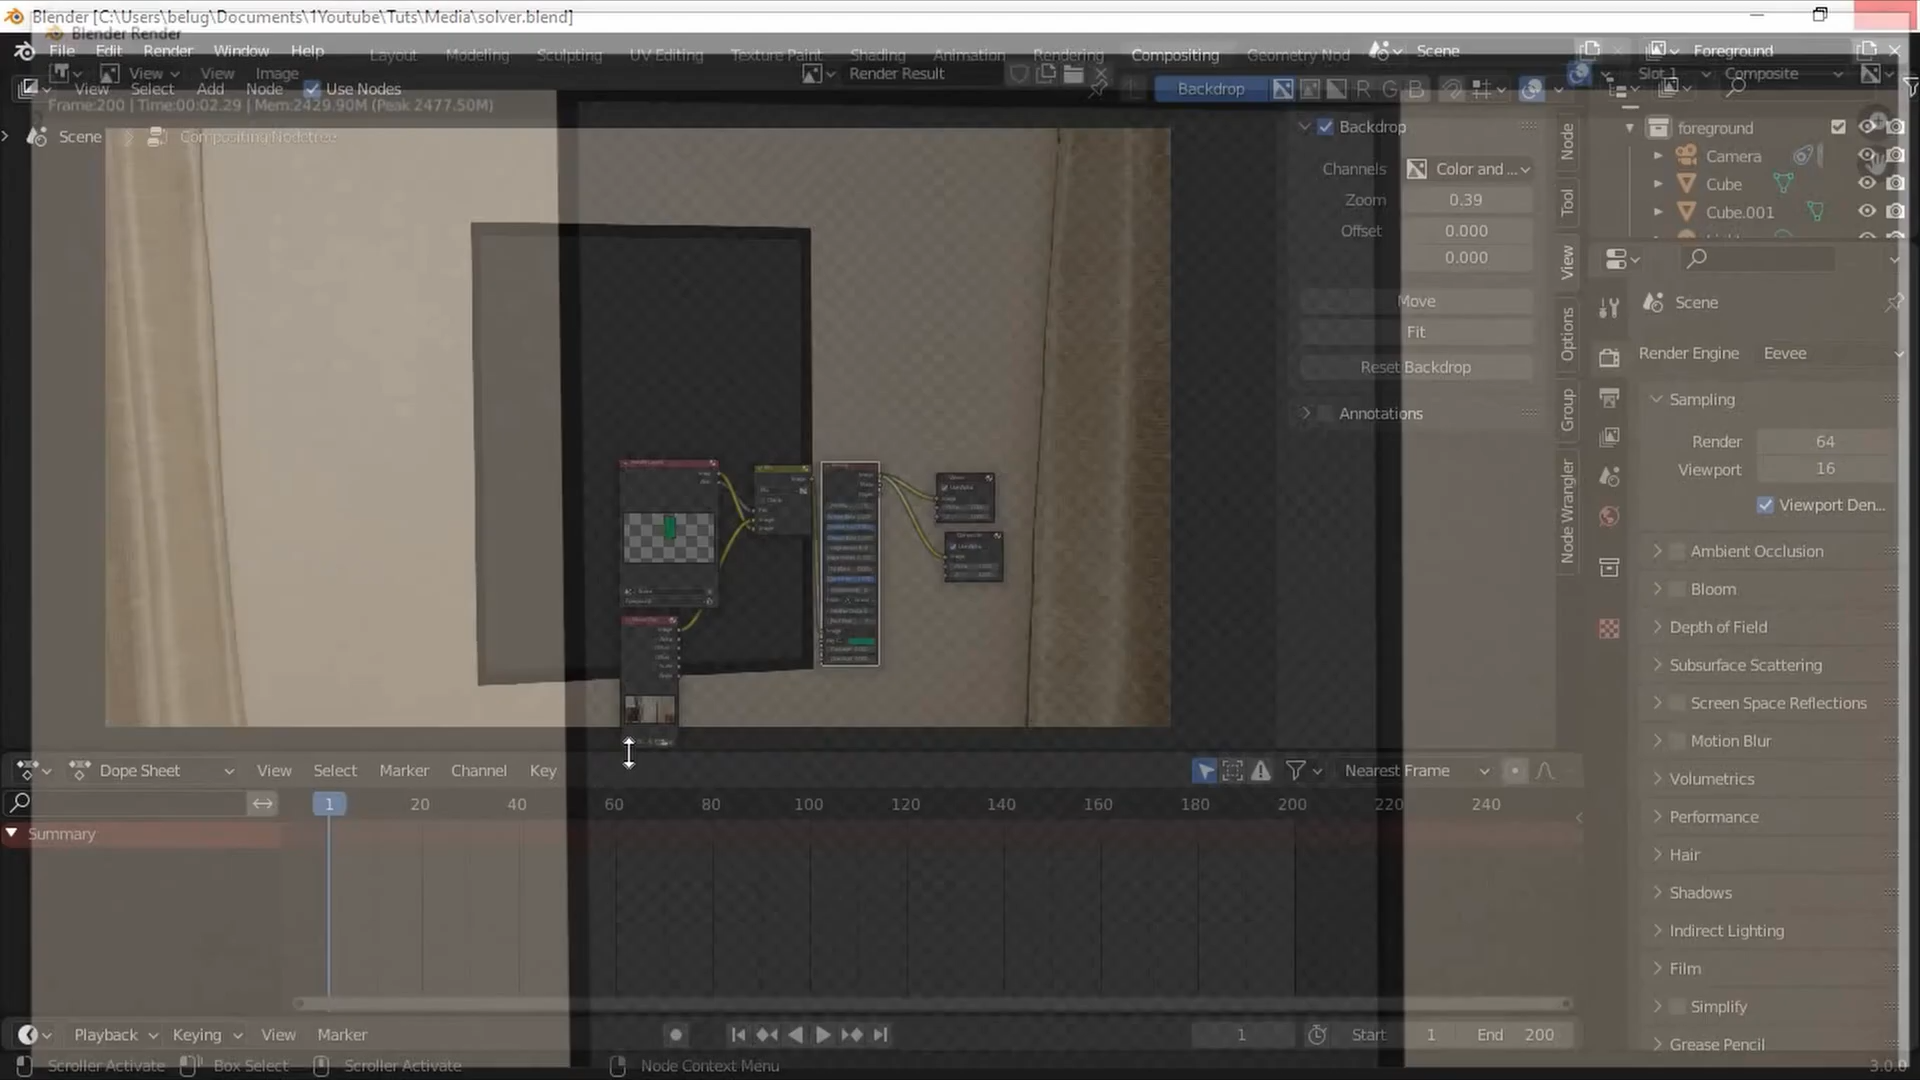 Blender [C:\Users\belug\Documents\1Youtube\Tuts\Media\solver.blend]
Blender Render
File Edit Render Window Help
Layout Modeling Sculpting UV Editing Texture Paint Shading Animation Rendering Compositing Geometry Nod
Scene
Foreground
View View Image
Render Result
Slot 1
Composite
View Select Add Node Use Nodes
Backdrop
R G B
Frame:200 | Time:00:02.29 | Mem:2429.90M (Peak 2477.50M)
Scene
Compositing Nodetree
Backdrop
Channels Color and ...
Zoom 0.39
Offset 0.000
0.000
Move
Fit
Reset Backdrop
Annotations
Node
Tool
View
Options
Group
Node Wrangler
foreground
Camera
Cube
Cube.001
Scene
Render Engine Eevee
Sampling
Render 64
Viewport 16
Viewport Den...
Ambient Occlusion
Bloom
Depth of Field
Subsurface Scattering
Screen Space Reflections
Motion Blur
Volumetrics
Performance
Hair
Shadows
Indirect Lighting
Film
Simplify
Grease Pencil
Dope Sheet View Select Marker Channel Key
Nearest Frame
1 20 40 60 80 100 120 140 160 180 200 220 240
Summary
Playback Keying View Marker
1 Start 1 End 200
Scroller Activate Box Select Scroller Activate Node Context Menu
3.0.0